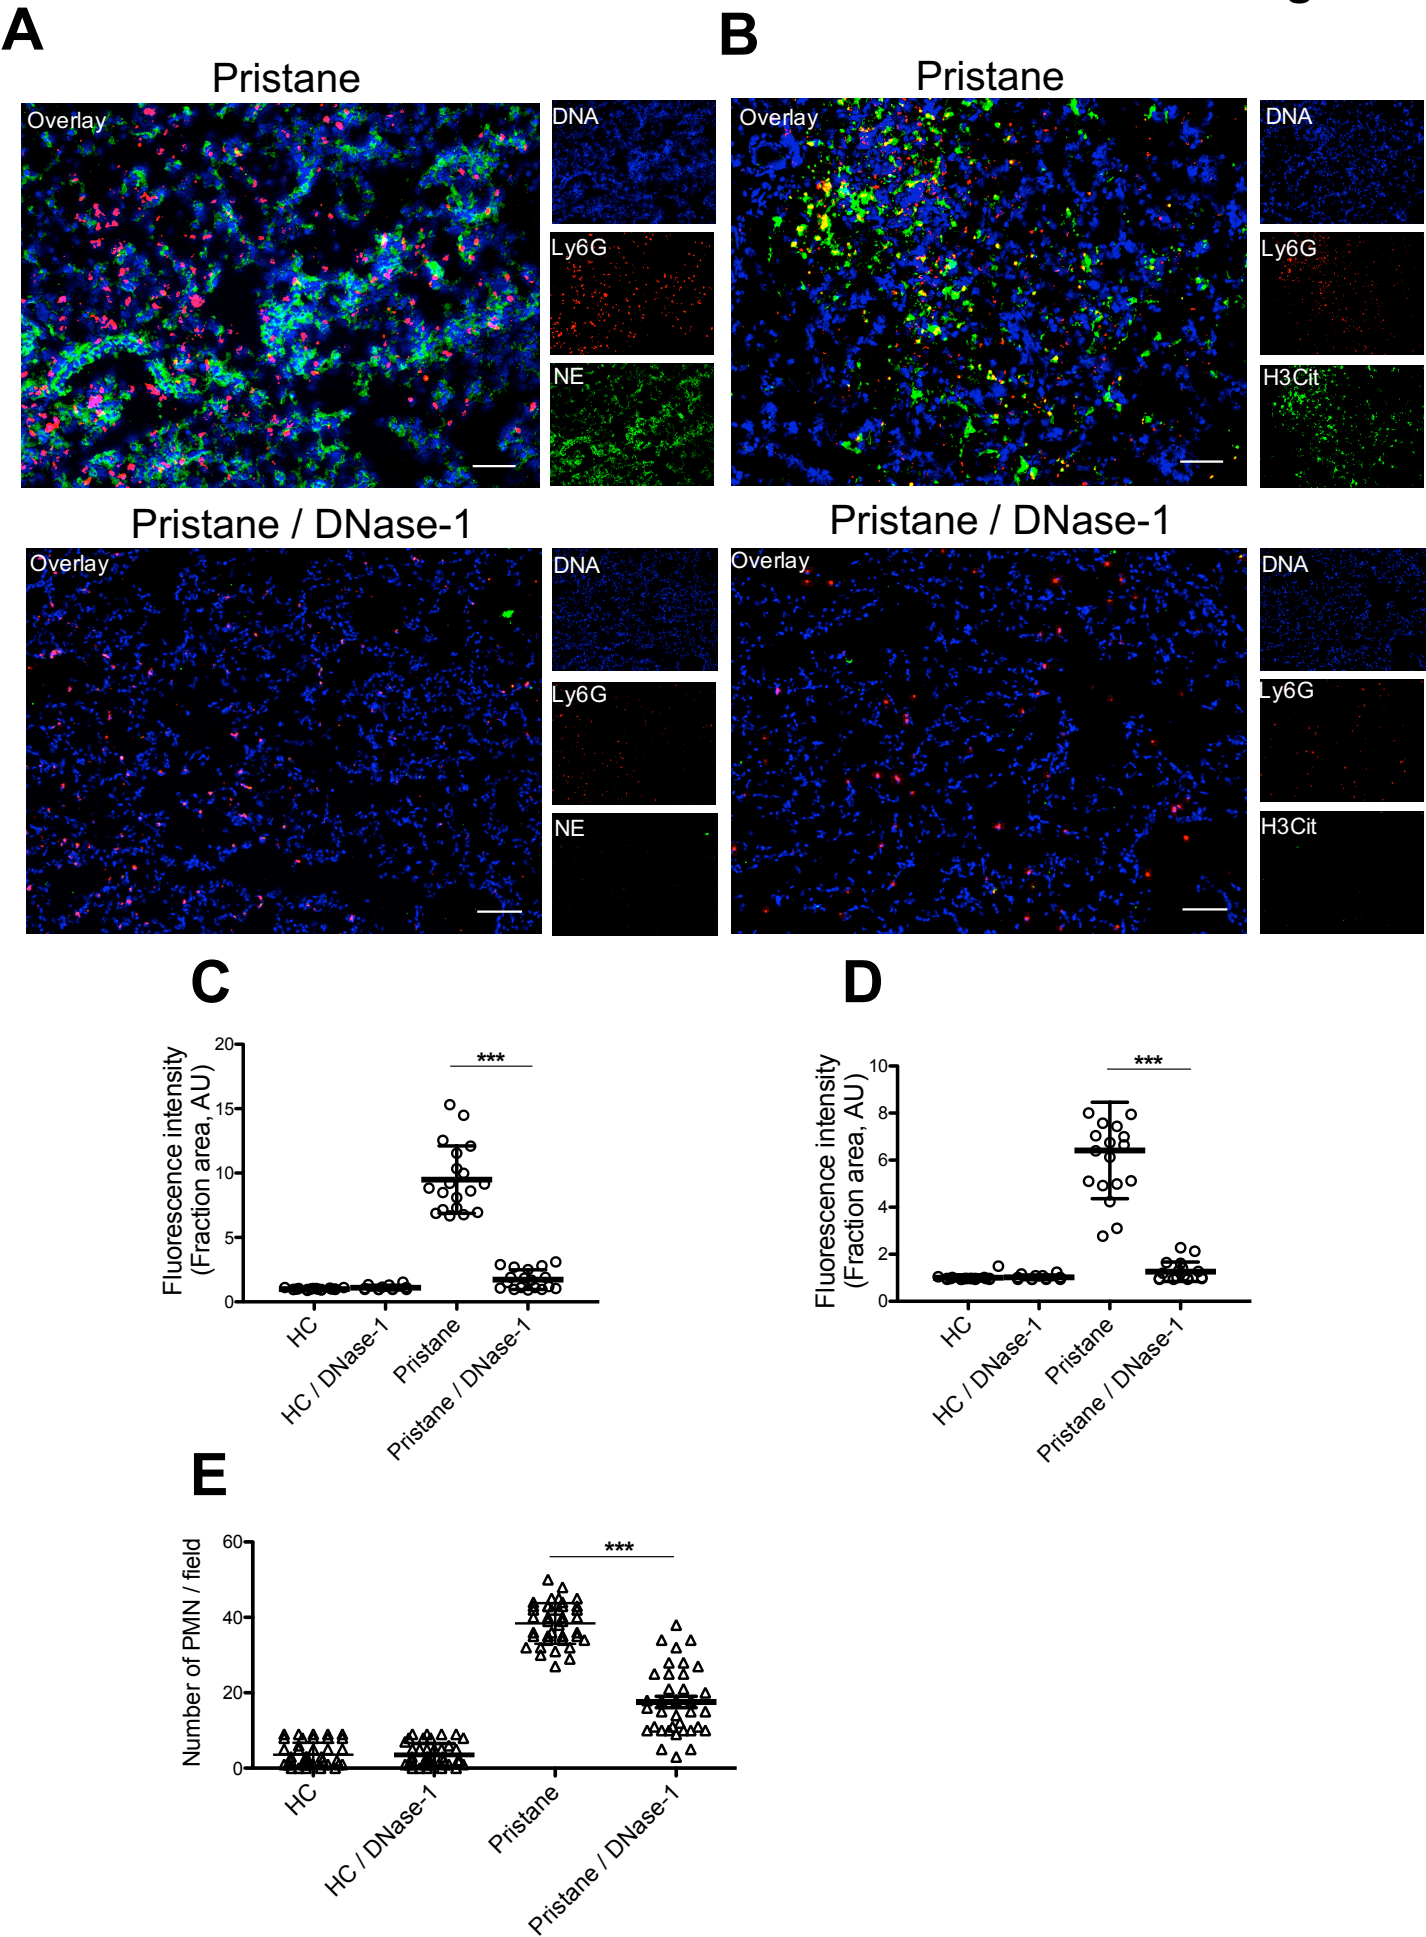 A
B
Pristane
Pristane
Overlay
DNA
Ly6G
NE
Overlay
DNA
Ly6G
H3Cit
Pristane / DNase-1
Pristane / DNase-1
Overlay
DNA
Ly6G
NE
Overlay
DNA
Ly6G
H3Cit
C
Fluorescence intensity
(Fraction area, AU)
20
15
10
5
0
***
HC
HC / DNase-1
Pristane
Pristane / DNase-1
D
Fluorescence intensity
(Fraction area, AU)
10
8
6
4
2
0
***
HC
HC / DNase-1
Pristane
Pristane / DNase-1
E
Number of PMN / field
60
40
20
0
***
HC
HC / DNase-1
Pristane
Pristane / DNase-1